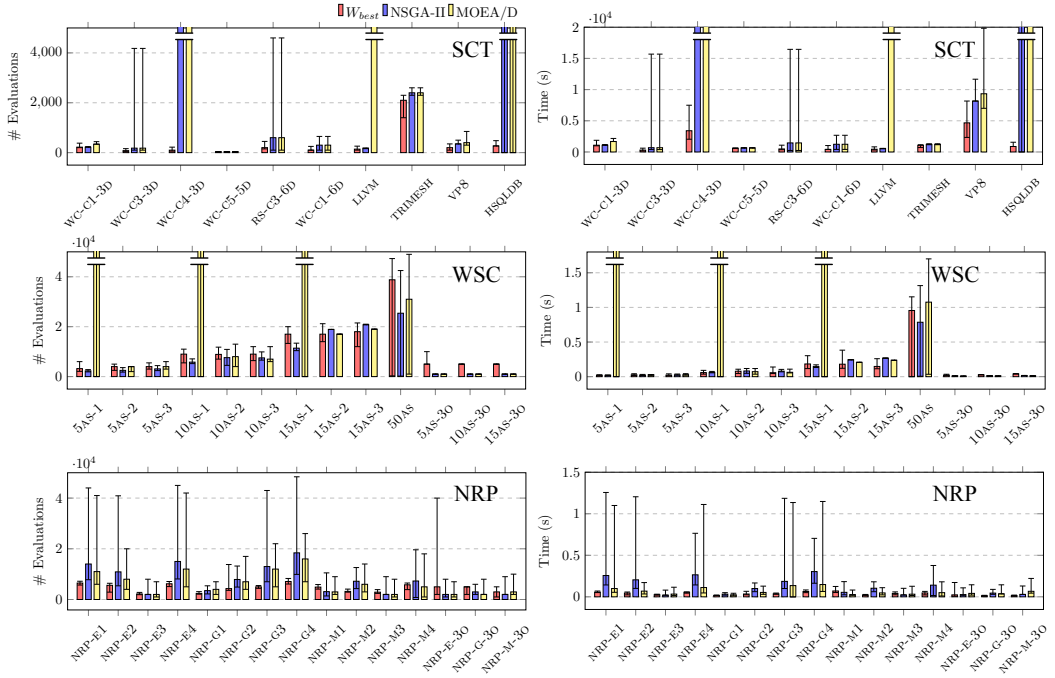 W_best NSGA-II MOEA/D
# Evaluations
4,000
2,000
0
SCT
WC-C1-3D WC-C3-3D WC-C4-3D WC-C5-5D RS-C3-6D WC-C1-6D LLVM TRIMESH VP8 HSQLDB
·10^4
Time (s)
2
1.5
1
0.5
0
SCT
WC-C1-3D WC-C3-3D WC-C4-3D WC-C5-5D RS-C3-6D WC-C1-6D LLVM TRIMESH VP8 HSQLDB
·10^4
# Evaluations
4
2
0
WSC
5AS-1 5AS-2 5AS-3 10AS-1 10AS-2 10AS-3 15AS-1 15AS-2 15AS-3 50AS 5AS-3O 10AS-3O 15AS-3O
Time (s)
1.5
1
0.5
0
WSC
5AS-1 5AS-2 5AS-3 10AS-1 10AS-2 10AS-3 15AS-1 15AS-2 15AS-3 50AS 5AS-3O 10AS-3O 15AS-3O
·10^4
# Evaluations
4
2
0
NRP
NRP-E1 NRP-E2 NRP-E3 NRP-E4 NRP-G1 NRP-G2 NRP-G3 NRP-G4 NRP-M1 NRP-M2 NRP-M3 NRP-M4 NRP-E-3O NRP-G-3O NRP-M-3O
Time (s)
1.5
1
0.5
0
NRP
NRP-E1 NRP-E2 NRP-E3 NRP-E4 NRP-G1 NRP-G2 NRP-G3 NRP-G4 NRP-M1 NRP-M2 NRP-M3 NRP-M4 NRP-E-3O NRP-G-3O NRP-M-3O